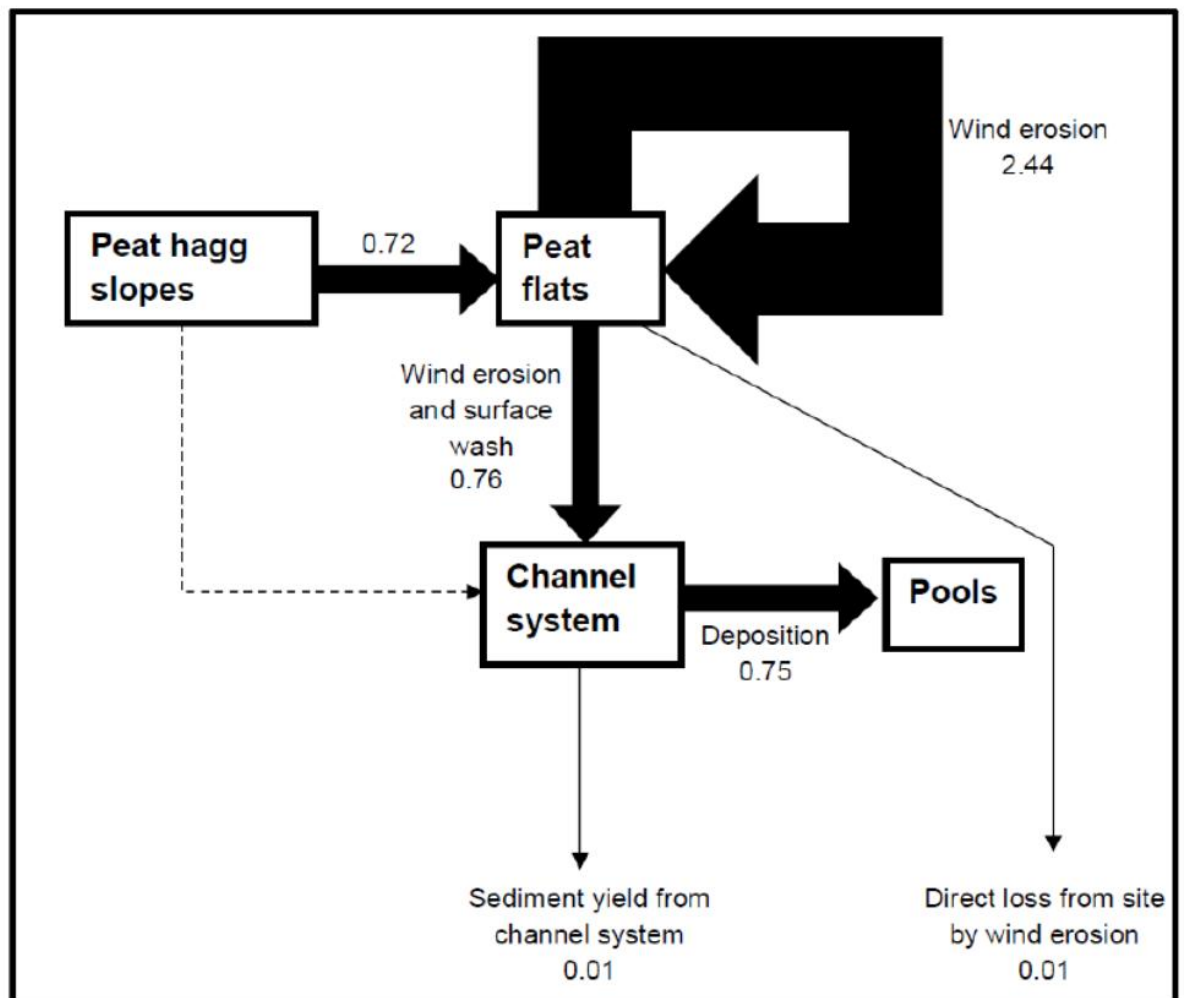 Wind erosion
2.44
Peat hagg
slopes
0.72
Peat
flats
Wind erosion
and surface
wash
0.76
Channel
system
Deposition
0.75
Pools
Sediment yield from
channel system
0.01
Direct loss from site
by wind erosion
0.01